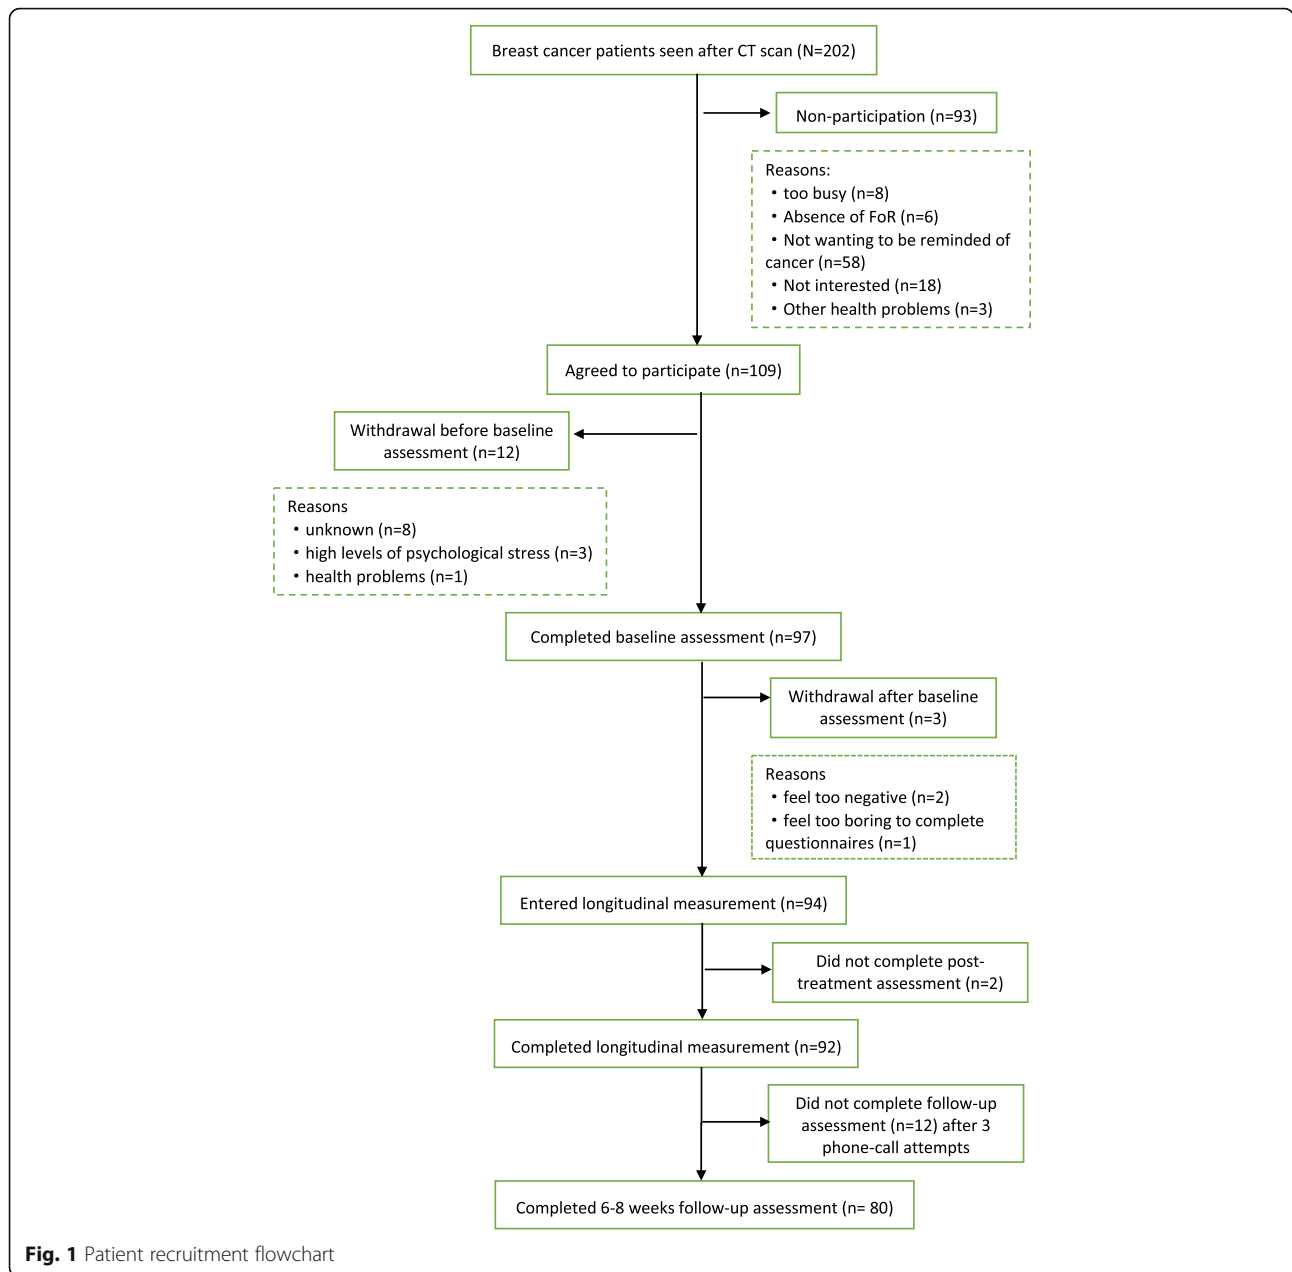 Breast cancer patients seen after CT scan (N=202)
Non-participation (n=93)
Reasons:
• too busy (n=8)
• Absence of FoR (n=6)
• Not wanting to be reminded of
cancer (n=58)
• Not interested (n=18)
• Other health problems (n=3)
Agreed to participate (n=109)
Withdrawal before baseline
assessment (n=12)
Reasons
• unknown (n=8)
• high levels of psychological stress (n=3)
• health problems (n=1)
Completed baseline assessment (n=97)
Withdrawal after baseline
assessment (n=3)
Reasons
• feel too negative (n=2)
• feel too boring to complete
questionnaires (n=1)
Entered longitudinal measurement (n=94)
Did not complete post-
treatment assessment (n=2)
Completed longitudinal measurement (n=92)
Did not complete follow-up
assessment (n=12) after 3
phone-call attempts
Completed 6-8 weeks follow-up assessment (n= 80)
Fig. 1 Patient recruitment flowchart